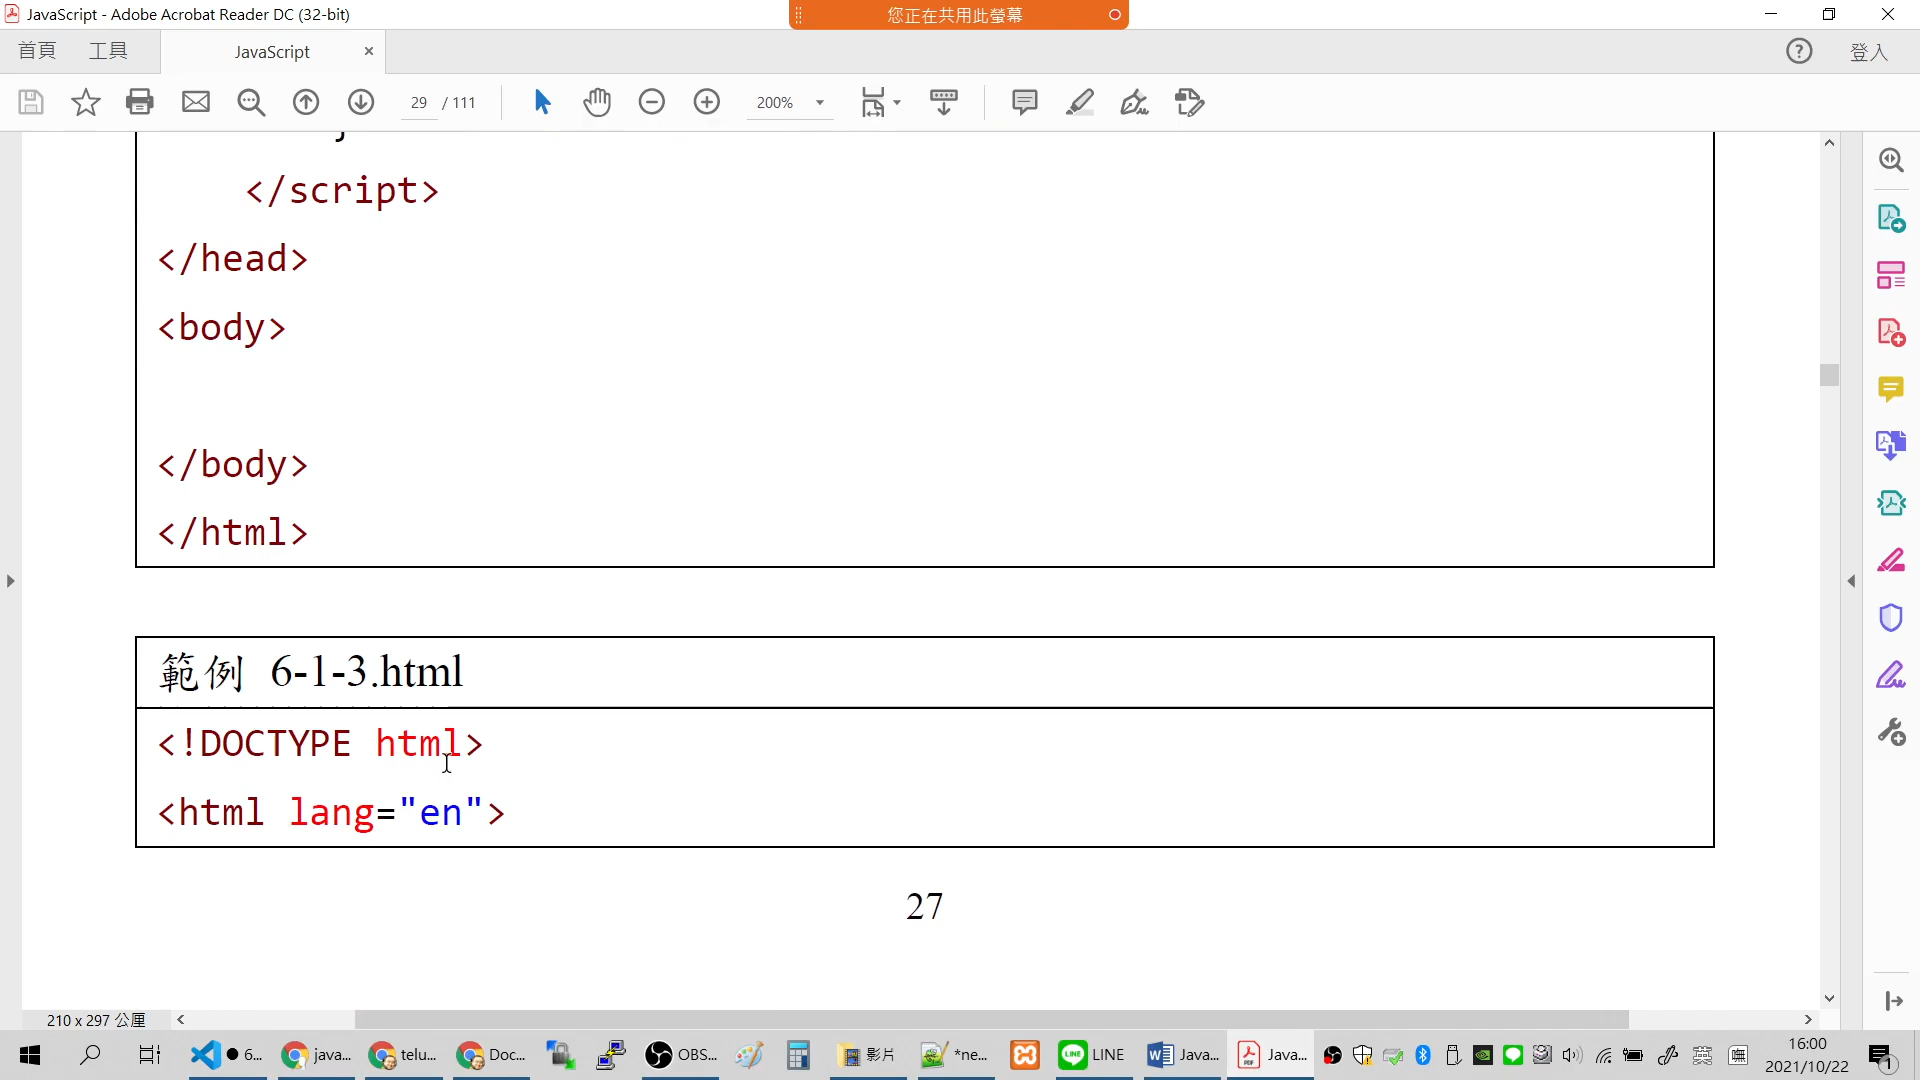 JavaScript - Adobe Acrobat Reader DC (32-bit)
您正在共用此螢幕
首頁
工具
JavaScript
登入
29 / 111
200%
</script>
</head>
<body>
</body>
</html>
範例 6-1-3.html
<!DOCTYPE html>
<html lang="en">
27
210 x 297 公厘
6...
java...
telu...
Doc...
OBS...
影片
*ne...
LINE
Java...
Java...
英
16:00
2021/10/22
1